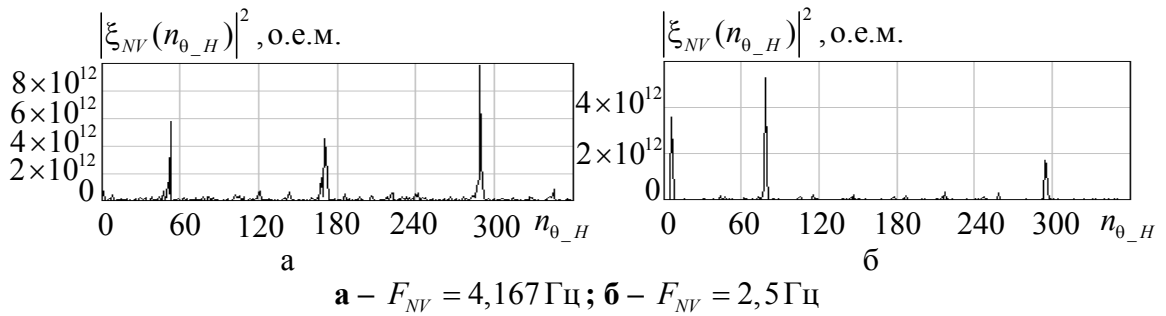 |ξ_NV(n_θ_H)|², о.е.м. |ξ_NV(n_θ_H)|², о.е.м.
8×10¹²
6×10¹²
4×10¹²
2×10¹²
0
4×10¹²
2×10¹²
0
0 60 120 180 240 300 n_θ_H 0 60 120 180 240 300 n_θ_H
а б
а – F_NV = 4,167 Гц; б – F_NV = 2,5 Гц